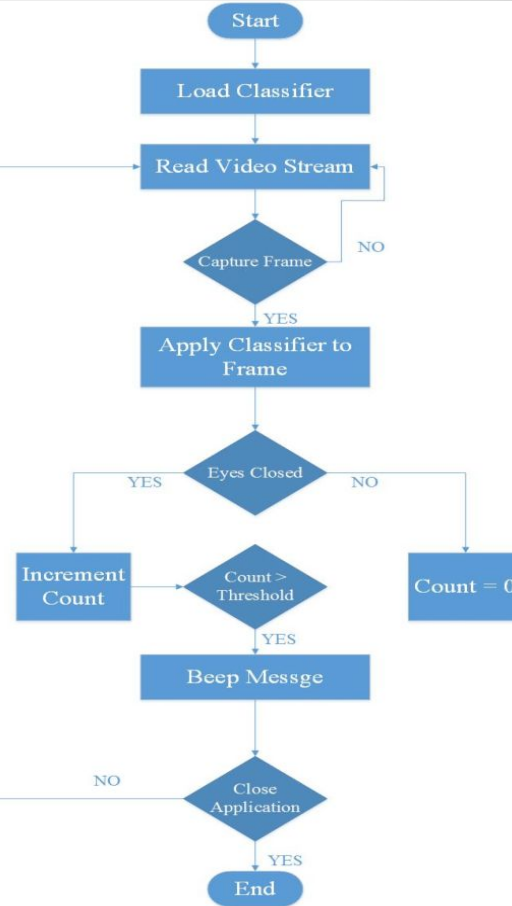 Start
Load Classifier
Read Video Stream
Capture Frame
NO
YES
Apply Classifier to
Frame
Eyes Closed
YES
NO
Increment
Count
Count >
Threshold
Count = 0
YES
Beep Messge
NO
Close
Application
YES
End